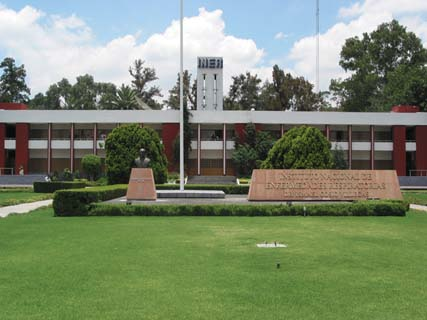 INER
INSTITUTO NACIONAL DE
ENFERMEDADES RESPIRATORIAS